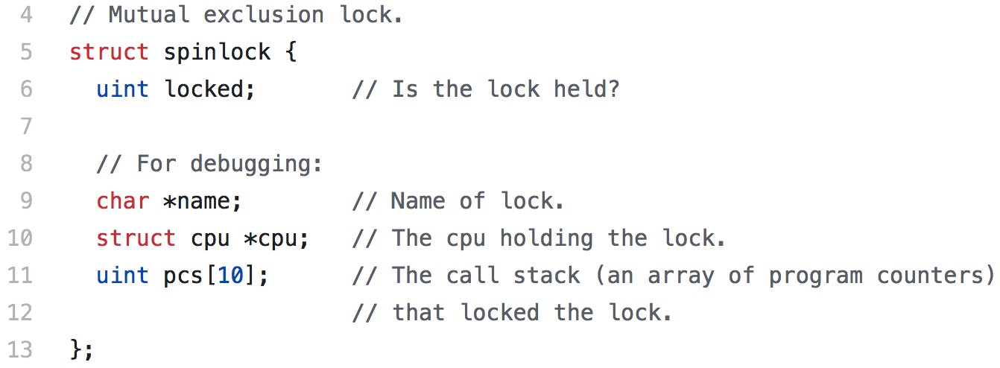 4 // Mutual exclusion lock.
5 struct spinlock {
6   uint locked;       // Is the lock held?
7
8   // For debugging:
9   char *name;        // Name of lock.
10   struct cpu *cpu;   // The cpu holding the lock.
11   uint pcs[10];      // The call stack (an array of program counters)
12                      // that locked the lock.
13 };